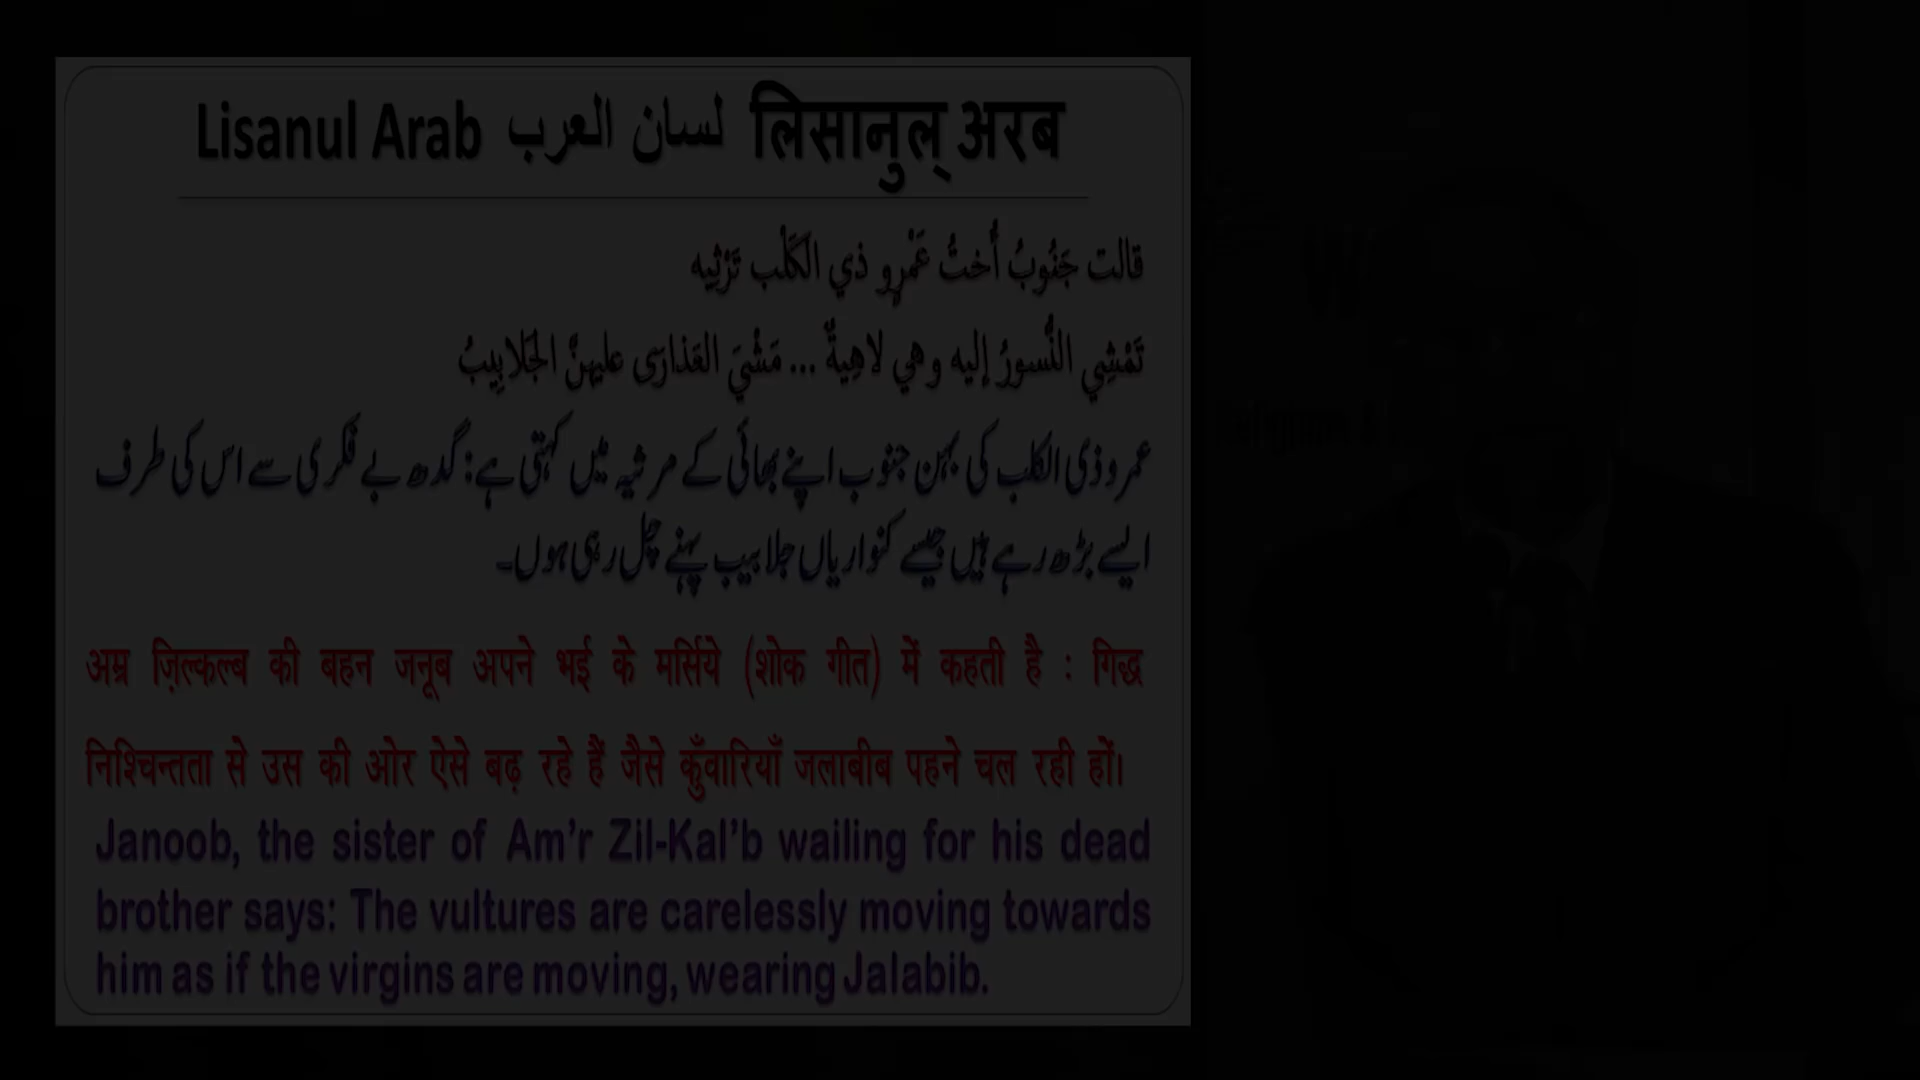 Lisanul Arab لسان العرب लिसानुल् अरब
قالت جَنُوبُ أُختُ عَمْرٍو ذي الكَلْب تَرْثِيه
تَمْشِي النُّسورُ إليه وهي لاهِيةٌ ... مَشْيَ العَذارَى عليهنَّ الجَلابِيبُ
عمرو ذی الکلب کی بہن جنوب اپنے بھائی کے مرثیہ میں کہتی ہے: گدھ بے فکری سے اس کی طرف
ایسے بڑھ رہے ہیں جیسے کنواریاں جلابیب پہنے چل رہی ہوں۔
अम्र ज़िल्कल्ब की बहन जनूब अपने भई के मर्सिये (शोक गीत) में कहती है : गिद्ध
निश्चिन्तता से उस की ओर ऐसे बढ़ रहे हैं जैसे कुँवारियाँ जलाबीब पहने चल रही हों।
Janoob, the sister of Am’r Zil-Kal’b wailing for his dead
brother says: The vultures are carelessly moving towards
him as if the virgins are moving, wearing Jalabib.